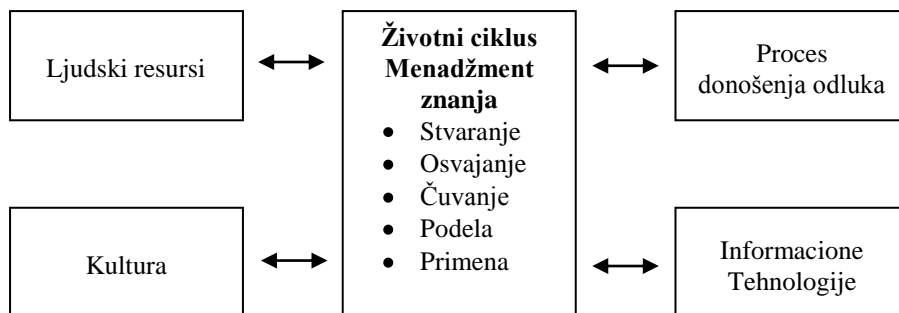 Ljudski resursi
Kultura
Životni ciklus
Menadžment
znanja
• Stvaranje
• Osvajanje
• Čuvanje
• Podela
• Primena
Proces
donošenja odluka
Informacione
Tehnologije